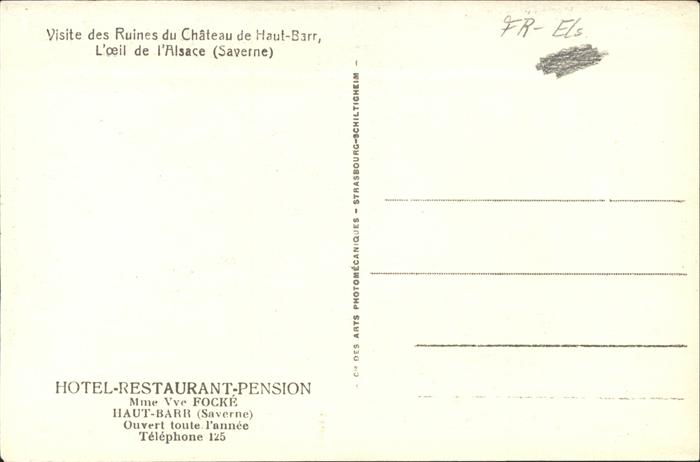 Visite des Ruines du Château de Haut-Barr,
L'œil de l'Alsace (Saverne)
FR - Els
- Cie DES ARTS PHOTOMÉCANIQUES - STRASBOURG-SCHILTIGHEIM -
HOTEL-RESTAURANT-PENSION
Mme Vve FOCKÉ
HAUT-BARR (Saverne)
Ouvert toute l'année
Téléphone 125